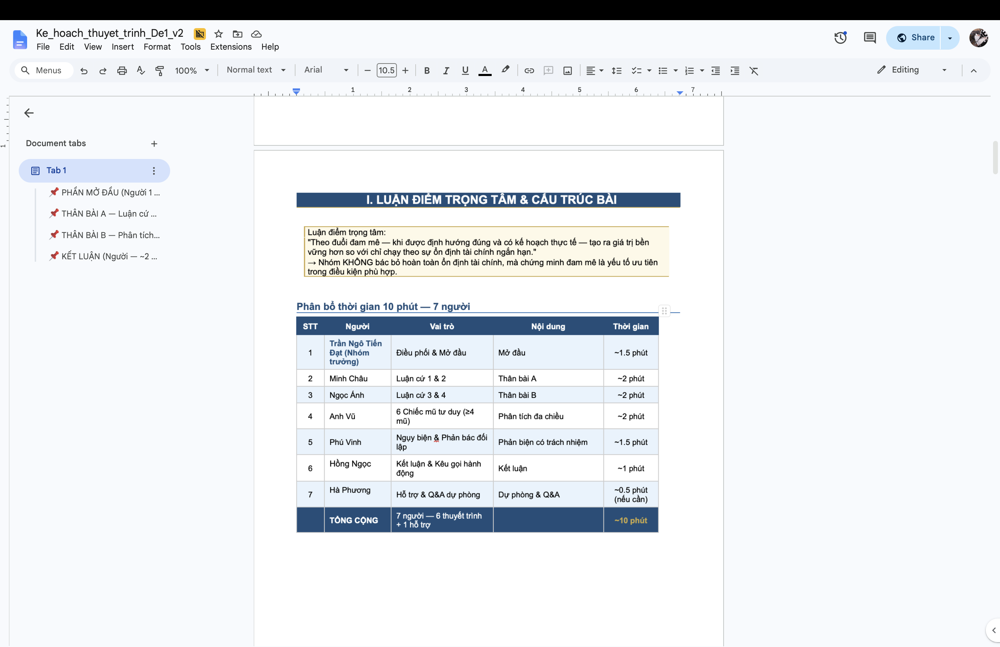 Ke_hoach_thuyet_trinh_De1_v2
File Edit View Insert Format Tools Extensions Help
Share
Menus 100% Normal text Arial 10.5 Editing
1 2 3 4 5 6 7
1
Document tabs
Tab 1
PHẦN MỞ ĐẦU (Người 1 ...
THÂN BÀI A — Luận cứ ...
THÂN BÀI B — Phân tích...
KẾT LUẬN (Người — ~2 ...
I. LUẬN ĐIỂM TRỌNG TÂM & CẤU TRÚC BÀI
Luận điểm trọng tâm:
"Theo đuổi đam mê — khi được định hướng đúng và có kế hoạch thực tế — tạo ra giá trị bền
vững hơn so với chỉ chạy theo sự ổn định tài chính ngắn hạn."
→ Nhóm KHÔNG bác bỏ hoàn toàn ổn định tài chính, mà chứng minh đam mê là yếu tố ưu tiên
trong điều kiện phù hợp.
Phân bổ thời gian 10 phút — 7 người
STT Người Vai trò Nội dung Thời gian
1 Trần Ngô Tiến Đạt (Nhóm trưởng) Điều phối & Mở đầu Mở đầu ~1.5 phút
2 Minh Châu Luận cứ 1 & 2 Thân bài A ~2 phút
3 Ngọc Ánh Luận cứ 3 & 4 Thân bài B ~2 phút
4 Anh Vũ 6 Chiếc mũ tư duy (≥4 mũ) Phân tích đa chiều ~2 phút
5 Phú Vinh Ngụy biện & Phản bác đối lập Phản biện có trách nhiệm ~1.5 phút
6 Hồng Ngọc Kết luận & Kêu gọi hành động Kết luận ~1 phút
7 Hà Phương Hỗ trợ & Q&A dự phòng Dự phòng & Q&A ~0.5 phút (nếu cần)
TỔNG CỘNG 7 người — 6 thuyết trình + 1 hỗ trợ ~10 phút